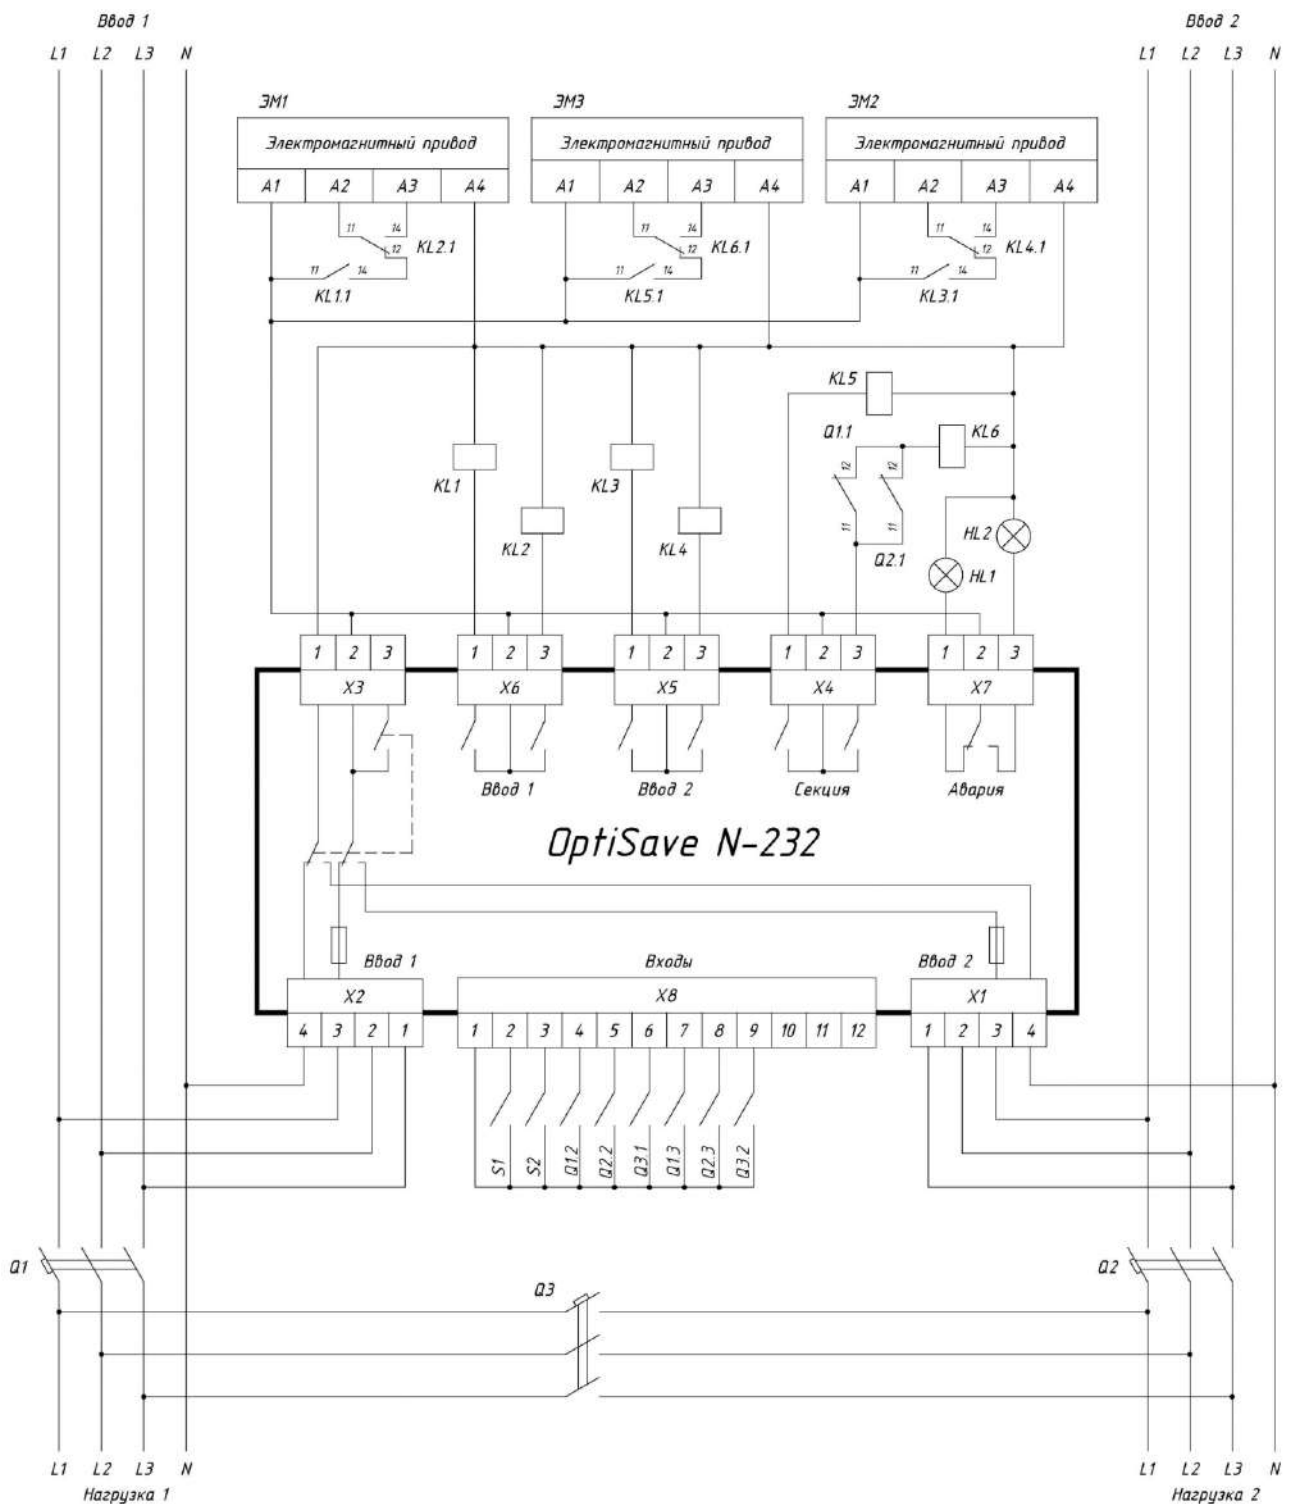 Ввод 1 Ввод 2
L1 L2 L3 N L1 L2 L3 N
ЭМ1 ЭМ3 ЭМ2
Электромагнитный привод Электромагнитный привод Электромагнитный привод
A1 A2 A3 A4 A1 A2 A3 A4 A1 A2 A3 A4
11 14 11 14 11 14
12 KL2.1 12 KL6.1 12 KL4.1
11 14 11 14 11 14
KL1.1 KL5.1 KL3.1
KL5
Q1.1 KL6
12 12
KL1 KL3
11 11
KL2 KL4 Q2.1 HL2
HL1
1 2 3 1 2 3 1 2 3 1 2 3 1 2 3
X3 X6 X5 X4 X7
Ввод 1 Ввод 2 Секция Авария
OptiSave N-232
Ввод 1 Входы Ввод 2
X2 X8 X1
4 3 2 1 1 2 3 4 5 6 7 8 9 10 11 12 1 2 3 4
S1 S2 Q1.2 Q2.2 Q3.1 Q1.3 Q2.3 Q3.2
Q1 Q2
Q3
L1 L2 L3 N L1 L2 L3 N
Нагрузка 1 Нагрузка 2